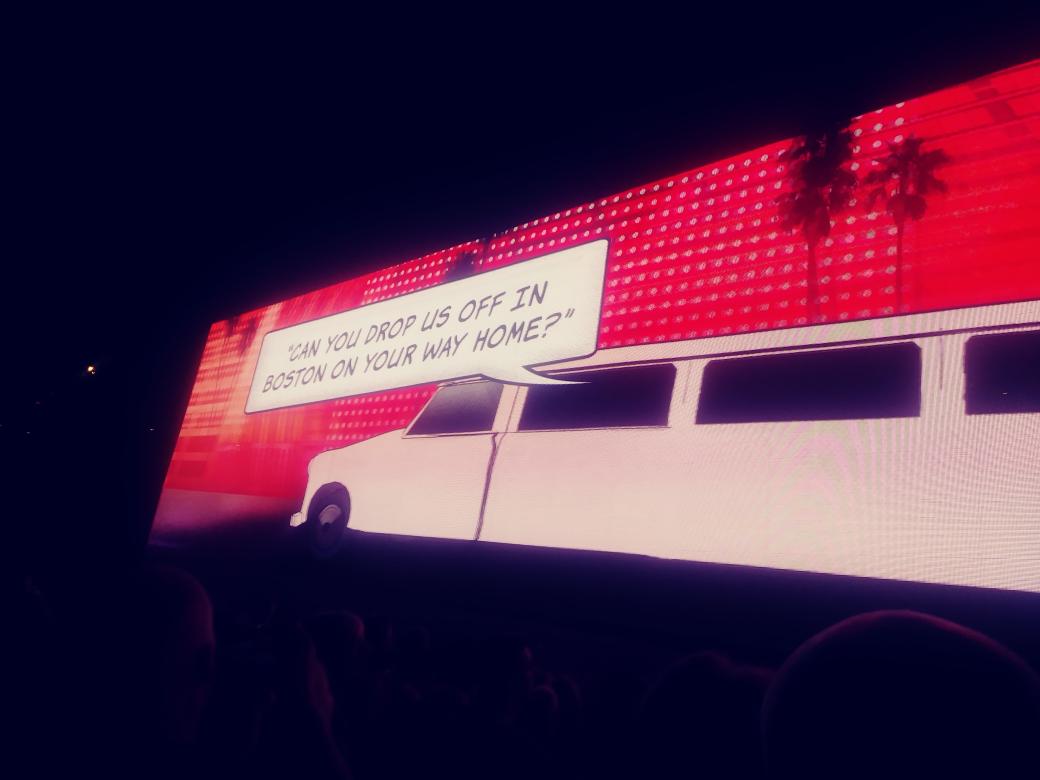 "CAN YOU DROP US OFF IN
BOSTON ON YOUR WAY HOME?"